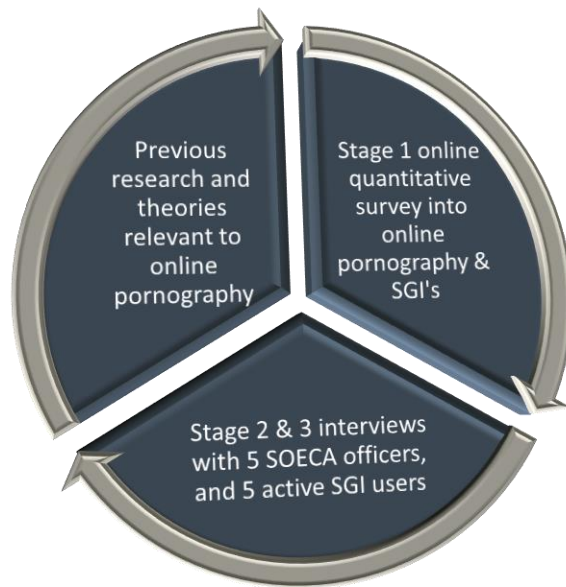 Previous
research and
theories
relevant to
online
pornography
Stage 1 online
quantitative
survey into
online
pornography &
SGI's
Stage 2 & 3 interviews
with 5 SOECA officers,
and 5 active SGI users